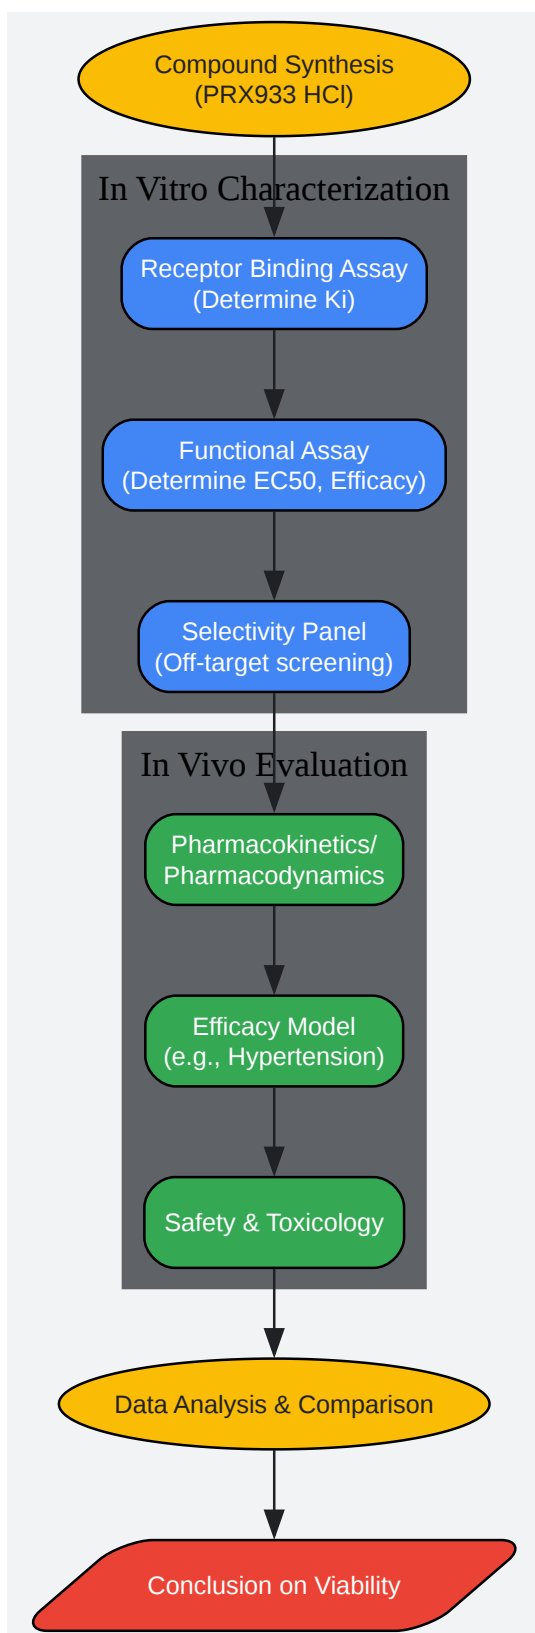 Compound Synthesis
(PRX933 HCl)
In Vitro Characterization
Receptor Binding Assay
(Determine Ki)
Functional Assay
(Determine EC50, Efficacy)
Selectivity Panel
(Off-target screening)
In Vivo Evaluation
Pharmacokinetics/
Pharmacodynamics
Efficacy Model
(e.g., Hypertension)
Safety & Toxicology
Data Analysis & Comparison
Conclusion on Viability